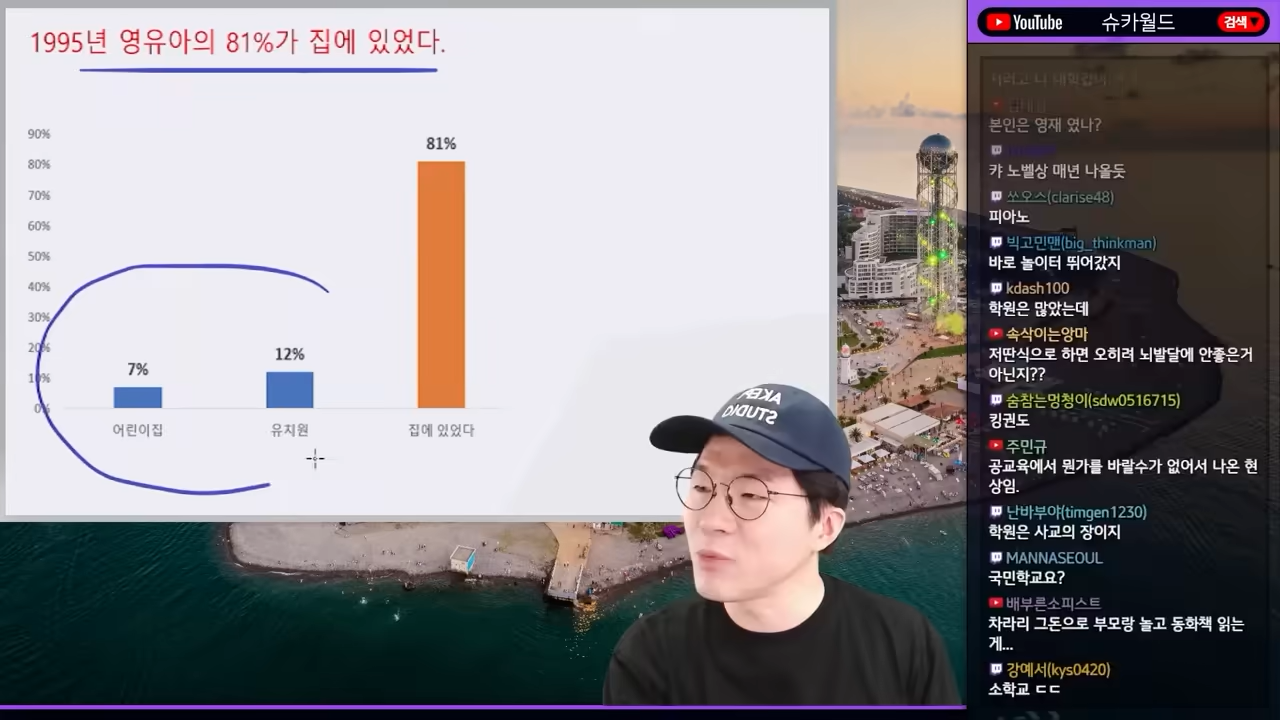 1995년 영유아의 81%가 집에 있었다.
90%
80%
70%
60%
50%
40%
30%
20%
10%
0%
7%
12%
81%
어린이집
유치원
집에 있었다
AKEH
STUDIO
YouTube
슈카월드
검색
본인은 영재 였나?
캬 노벨상 매년 나올듯
쏘오스(clarise48)
피아노
빅고민맨(big_thinkman)
바로 놀이터 뛰어갔지
kdash100
학원은 많았는데
속삭이는앙마
저딴식으로 하면 오히려 뇌발달에 안좋은거
아닌지??
숨참는멍청이(sdw0516715)
킹권도
주민규
공교육에서 뭔가를 바랄수가 없어서 나온 현
상임.
난바부야(timgen1230)
학원은 사교의 장이지
MANNASEOUL
국민학교요?
배부른소피스트
차라리 그돈으로 부모랑 놀고 동화책 읽는
게...
강예서(kys0420)
소학교 ㄷㄷ